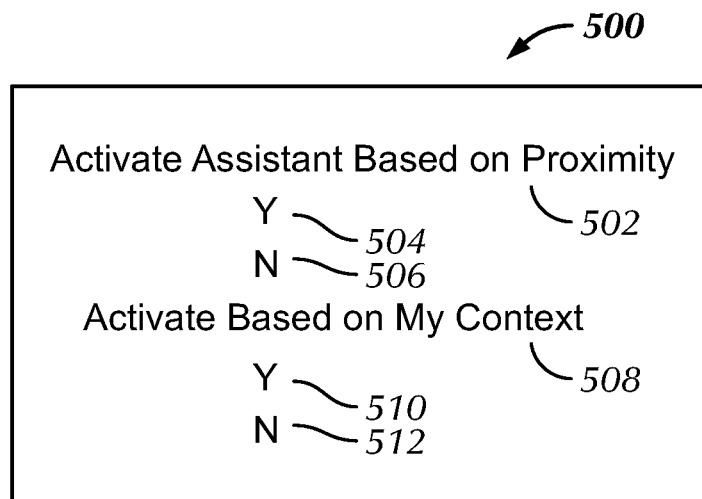 500
Activate Assistant Based on Proximity
502
Y 504
N 506
Activate Based on My Context
508
Y 510
N 512